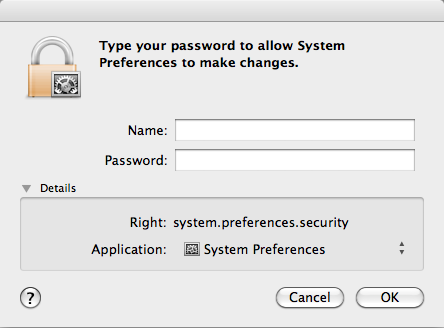 Type your password to allow System
Preferences to make changes.
Name:
Password:
Details
Right: system.preferences.security
Application: System Preferences
? Cancel OK